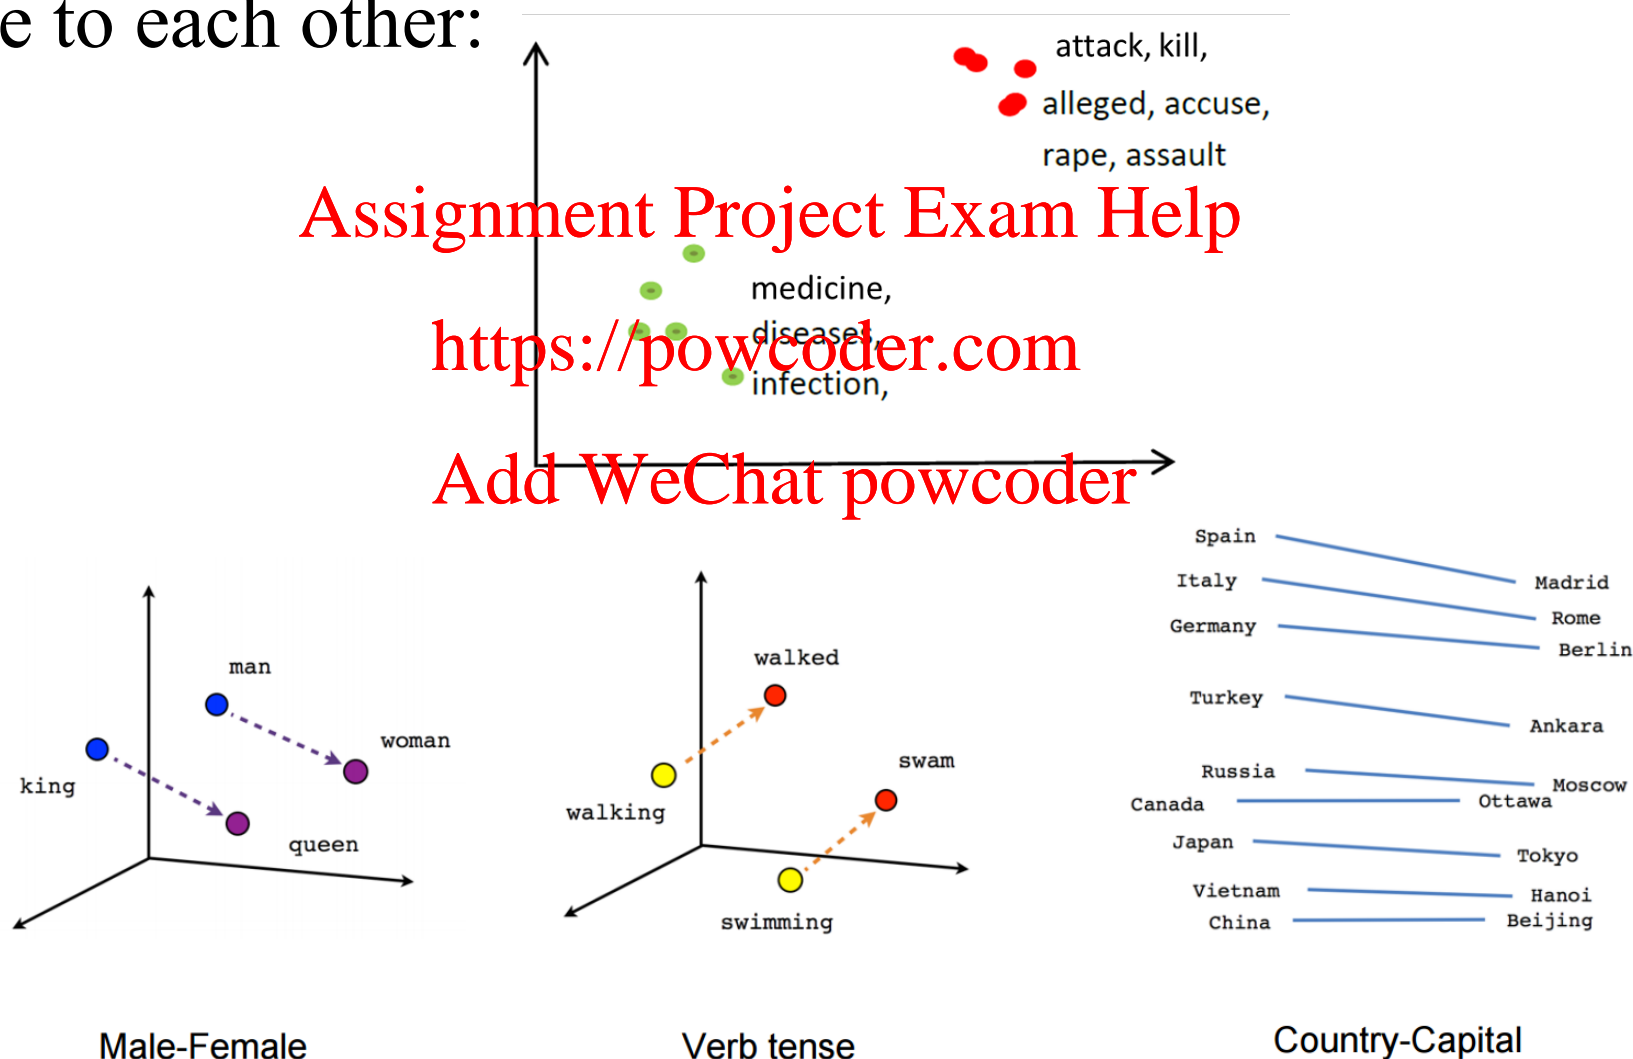 e to each other:
attack, kill,
alleged, accuse,
rape, assault
Assignment Project Exam Help
medicine,
diseases,
https://powcoder.com
infection,
Add WeChat powcoder
man
woman
king
queen
Male-Female
walked
swam
walking
swimming
Verb tense
Spain Madrid
Italy Rome
Germany Berlin
Turkey Ankara
Russia Moscow
Canada Ottawa
Japan Tokyo
Vietnam Hanoi
China Beijing
Country-Capital